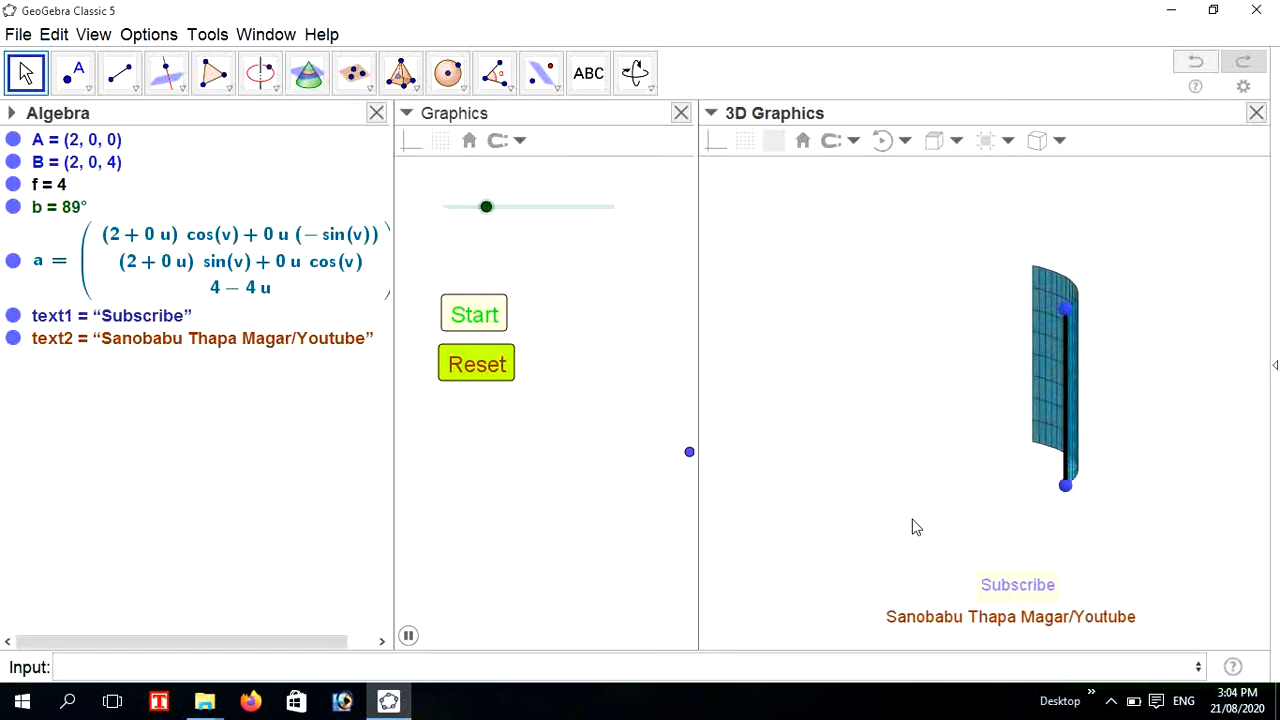 GeoGebra Classic 5
File Edit View Options Tools Window Help
A
ABC
Algebra
Graphics
3D Graphics
A = (2, 0, 0)
B = (2, 0, 4)
f = 4
b = 89°
(2 + 0 u) cos(v) + 0 u (− sin(v))
a = (2 + 0 u) sin(v) + 0 u cos(v)
4 − 4 u
text1 = “Subscribe”
text2 = “Sanobabu Thapa Magar/Youtube”
Start
Reset
Subscribe
Sanobabu Thapa Magar/Youtube
Input:
Desktop
ENG
3:04 PM
21/08/2020